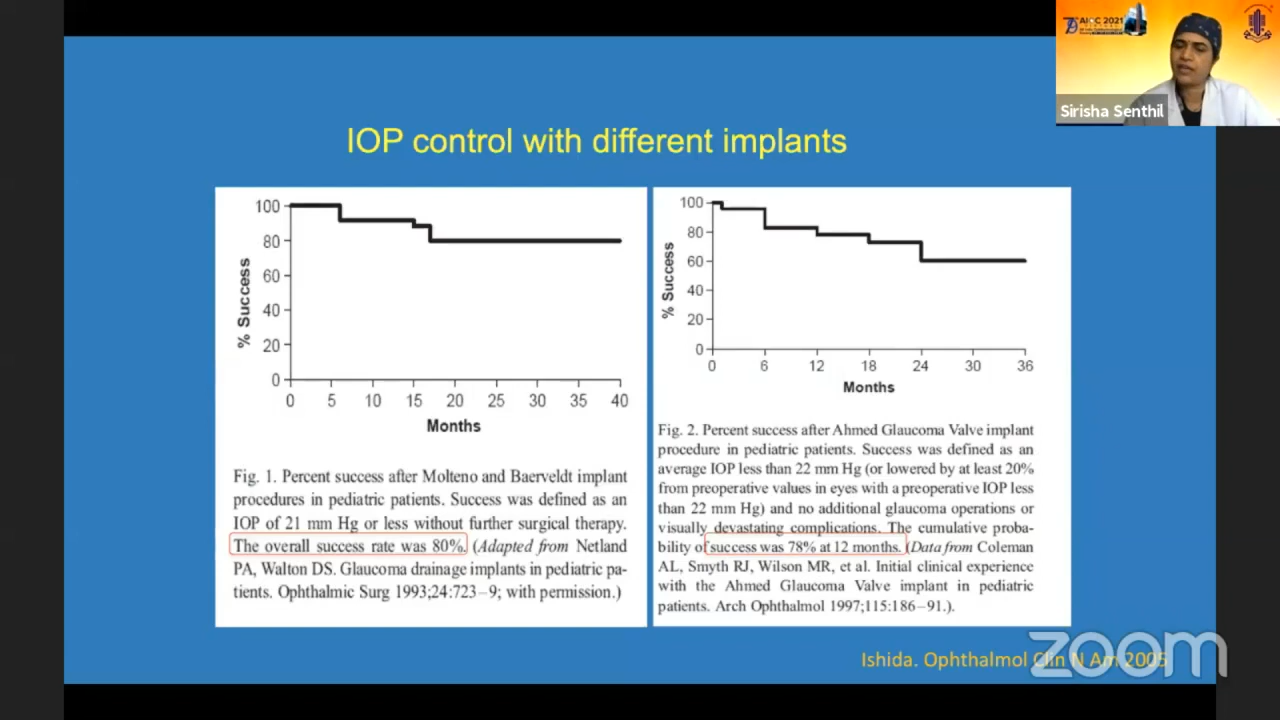 AIOC 2021
Sirisha Senthil
IOP control with different implants
100
80
60
40
20
0
% Success
0 5 10 15 20 25 30 35 40
Months
Fig. 1. Percent success after Molteno and Baerveldt implant
procedures in pediatric patients. Success was defined as an
IOP of 21 mm Hg or less without further surgical therapy.
The overall success rate was 80%. (Adapted from Netland
PA, Walton DS. Glaucoma drainage implants in pediatric pa-
tients. Ophthalmic Surg 1993;24:723–9; with permission.)
100
80
60
40
20
0
% Success
0 6 12 18 24 30 36
Months
Fig. 2. Percent success after Ahmed Glaucoma Valve implant
procedure in pediatric patients. Success was defined as an
average IOP less than 22 mm Hg (or lowered by at least 20%
from preoperative values in eyes with a preoperative IOP less
than 22 mm Hg) and no additional glaucoma operations or
visually devastating complications. The cumulative proba-
bility of success was 78% at 12 months. (Data from Coleman
AL, Smyth RJ, Wilson MR, et al. Initial clinical experience
with the Ahmed Glaucoma Valve implant in pediatric
patients. Arch Ophthalmol 1997;115:186–91.).
Ishida. Ophthalmol Clin N Am 2005
zoom